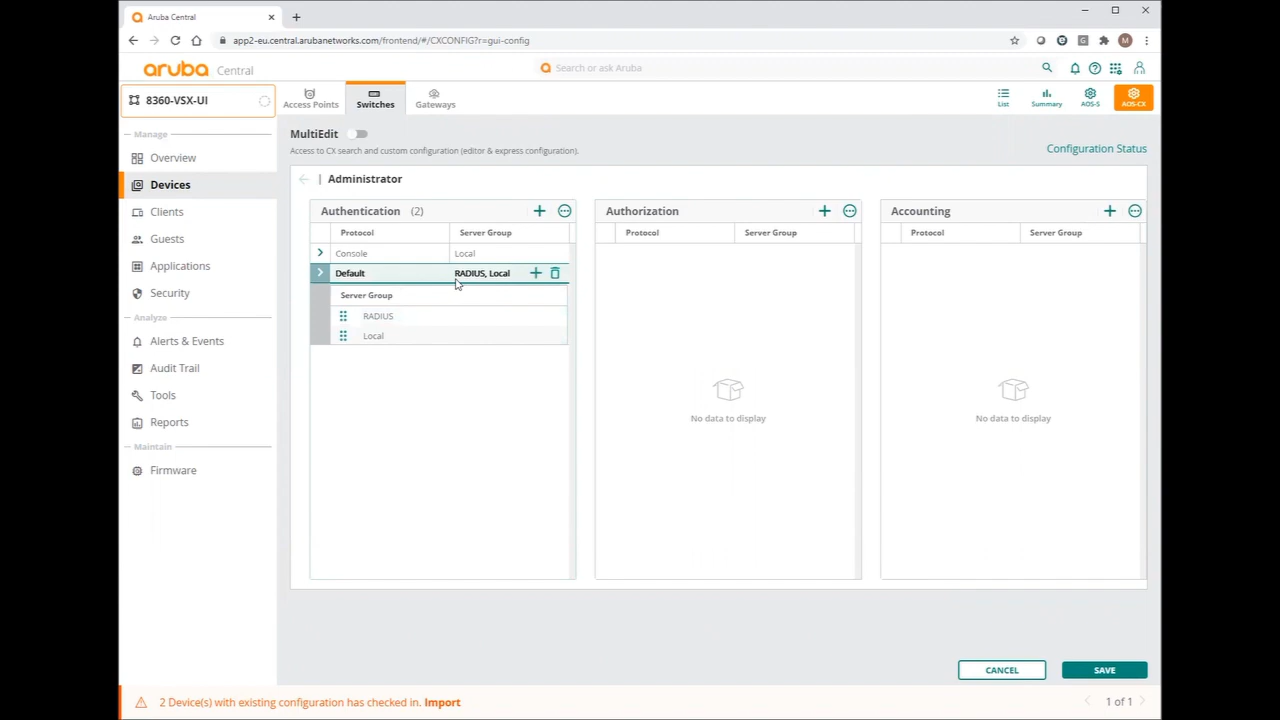 Aruba Central
app2-eu.central.arubanetworks.com/frontend/#/CXCONFIG?r=gui-config
M
aruba Central
Search or ask Aruba
8360-VSX-UI
Access Points
Switches
Gateways
List
Summary
AOS-S
AOS-CX
Manage
Overview
Devices
Clients
Guests
Applications
Security
Analyze
Alerts & Events
Audit Trail
Tools
Reports
Maintain
Firmware
MultiEdit
Access to CX search and custom configuration (editor & express configuration).
Configuration Status
Administrator
Authentication (2)
Protocol Server Group
Console Local
Default RADIUS, Local
Server Group
RADIUS
Local
Authorization
Protocol Server Group
No data to display
Accounting
Protocol Server Group
No data to display
CANCEL
SAVE
2 Device(s) with existing configuration has checked in. Import
1 of 1